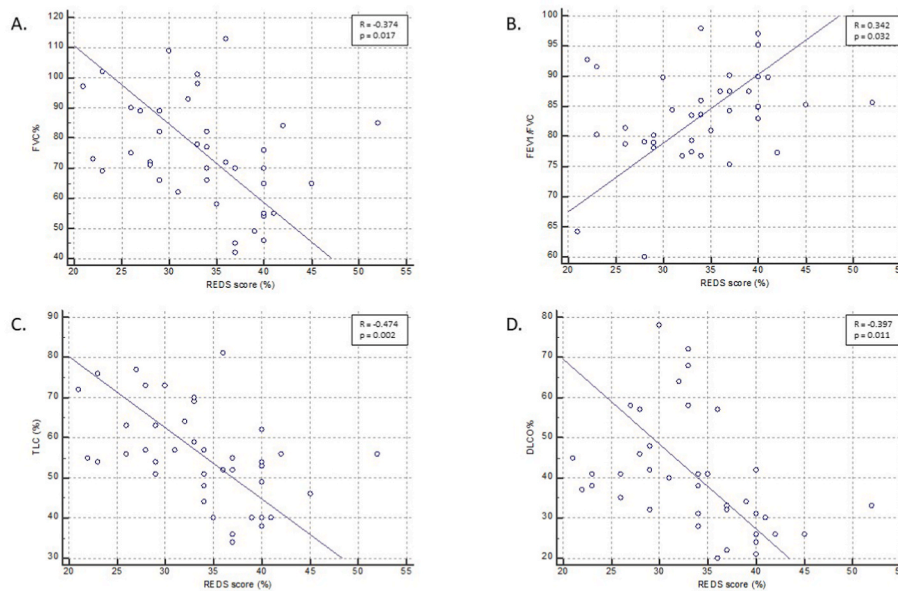 A.
R = -0.374
p = 0.017
120
110
100
90
80
70
60
50
40
FVC%
20 25 30 35 40 45 50 55
REDS score (%)
B.
R = 0.342
p = 0.032
100
95
90
85
80
75
70
65
60
FEV1/FVC
20 25 30 35 40 45 50 55
REDS score (%)
C.
R = -0.474
p = 0.002
90
80
70
60
50
40
30
TLC (%)
20 25 30 35 40 45 50 55
REDS score (%)
D.
R = -0.397
p = 0.011
80
70
60
50
40
30
20
DLCO%
20 25 30 35 40 45 50 55
REDS score (%)